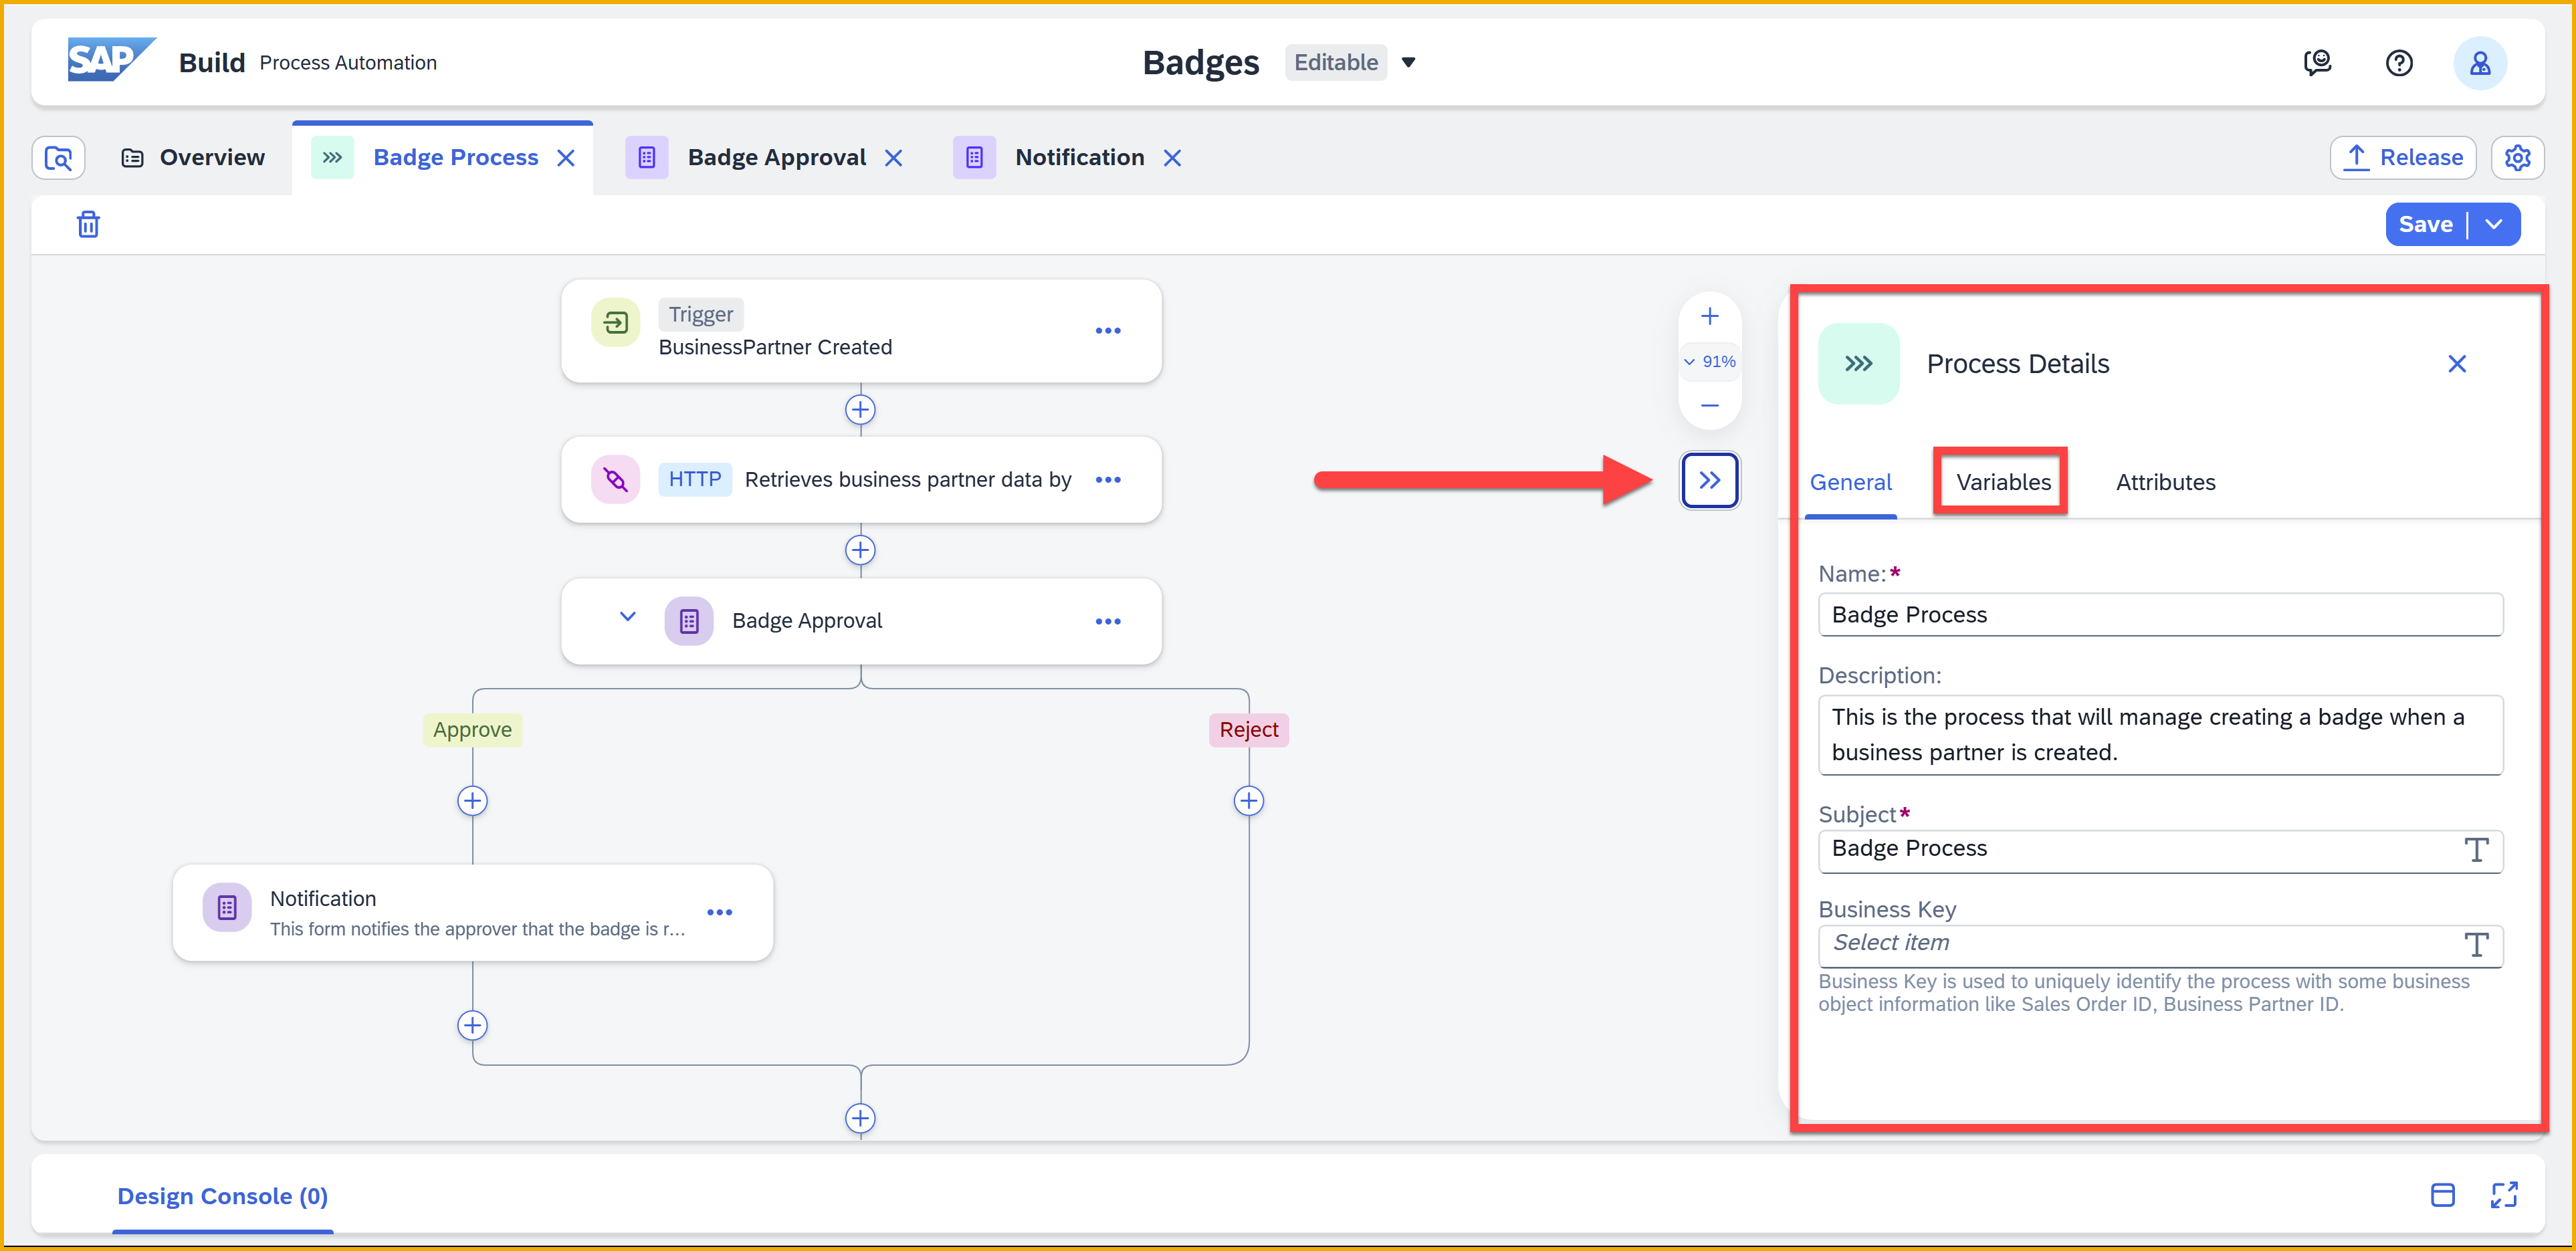 SAP Build Process Automation
Badges Editable
Overview
Badge Process
Badge Approval
Notification
Release
Save
Trigger
BusinessPartner Created
HTTP Retrieves business partner data by
Badge Approval
Approve
Reject
Notification
This form notifies the approver that the badge is r...
91%
Process Details
General Variables Attributes
Name:*
Badge Process
Description:
This is the process that will manage creating a badge when a
business partner is created.
Subject*
Badge Process
Business Key
Select item
Business Key is used to uniquely identify the process with some business
object information like Sales Order ID, Business Partner ID.
Design Console (0)